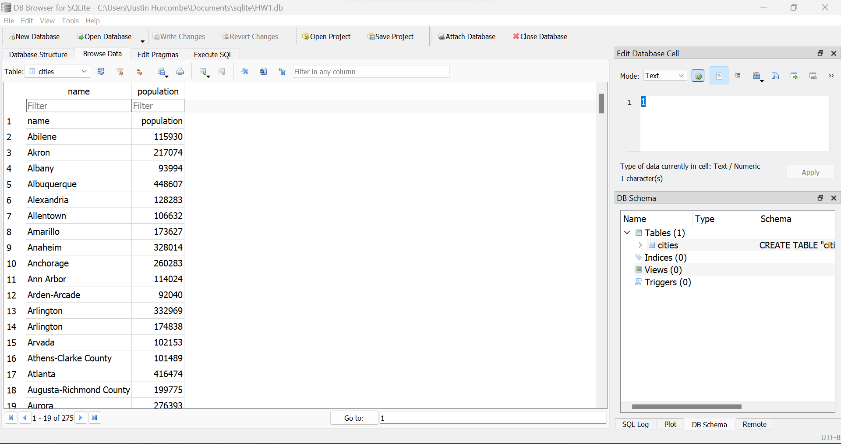 DB Browser for SQLite - C:\Users\Justin Hurcombe\Documents\sqlite\HW1.db
File Edit View Tools Help
New Database Open Database Write Changes Revert Changes Open Project Save Project Attach Database Close Database
Database Structure Browse Data Edit Pragmas Execute SQL
Table: cities Filter in any column
name population
Filter Filter
1 name population
2 Abilene 115930
3 Akron 217074
4 Albany 93994
5 Albuquerque 448607
6 Alexandria 128283
7 Allentown 106632
8 Amarillo 173627
9 Anaheim 328014
10 Anchorage 260283
11 Ann Arbor 114024
12 Arden-Arcade 92040
13 Arlington 332969
14 Arlington 174838
15 Arvada 102153
16 Athens-Clarke County 101489
17 Atlanta 416474
18 Augusta-Richmond County 199775
19 Aurora 276393
1 - 19 of 275 Go to: 1
Edit Database Cell
Mode: Text
1 1
Type of data currently in cell: Text / Numeric
1 character(s)
Apply
DB Schema
Name Type Schema
Tables (1)
cities CREATE TABLE "citi
Indices (0)
Views (0)
Triggers (0)
SQL Log Plot DB Schema Remote
UTF-8